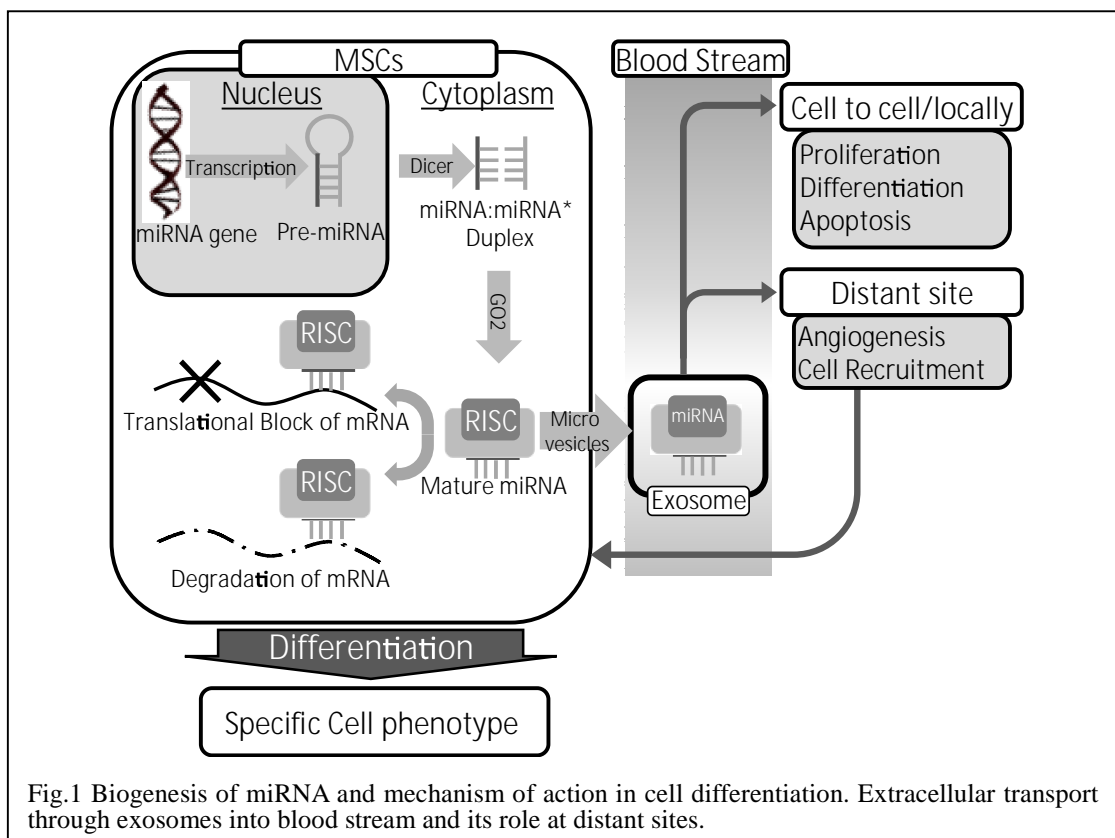 MSCs
Blood Stream
Nucleus
Cytoplasm
Transcription
miRNA gene
Pre-miRNA
Dicer
miRNA:miRNA*
Duplex
GO2
RISC
Translational Block of mRNA
RISC
Degradation of mRNA
RISC
Mature miRNA
Micro
vesicles
miRNA
Exosome
Cell to cell/locally
Proliferation
Differentiation
Apoptosis
Distant site
Angiogenesis
Cell Recruitment
Differentiation
Specific Cell phenotype
Fig.1 Biogenesis of miRNA and mechanism of action in cell differentiation. Extracellular transport
through exosomes into blood stream and its role at distant sites.